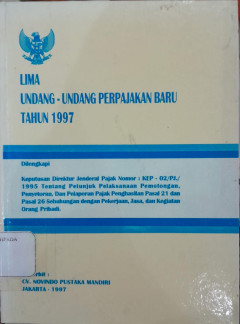 LIMA
UNDANG - UNDANG PERPAJAKAN BARU
TAHUN 1997
Dilengkapi
Keputusan Direktur Jenderal Pajak Nomor : KEP - 02/PJ./
1995 Tentang Petunjuk Pelaksanaan Pemotongan,
Penyetoran, Dan Pelaporan Pajak Penghasilan Pasal 21 dan
Pasal 26 Sehubungan dengan Pekerjaan, Jasa, dan Kegiatan
Orang Pribadi.
CV. NOVINDO PUSTAKA MANDIRI
JAKARTA - 1997